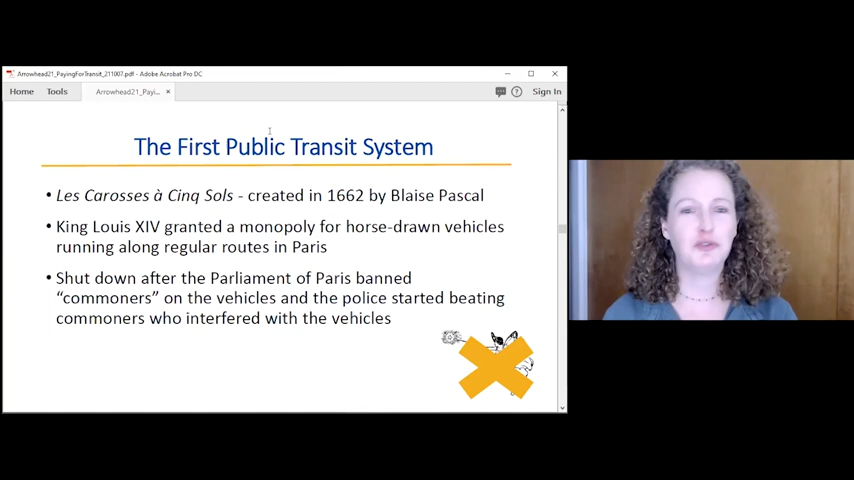 Arrowhead21_PayingForTransit_211007.pdf - Adobe Acrobat Pro DC
Home Tools Arrowhead21_Payi... × Sign In
The First Public Transit System
• Les Carosses à Cinq Sols - created in 1662 by Blaise Pascal
• King Louis XIV granted a monopoly for horse-drawn vehicles
running along regular routes in Paris
• Shut down after the Parliament of Paris banned
“commoners” on the vehicles and the police started beating
commoners who interfered with the vehicles